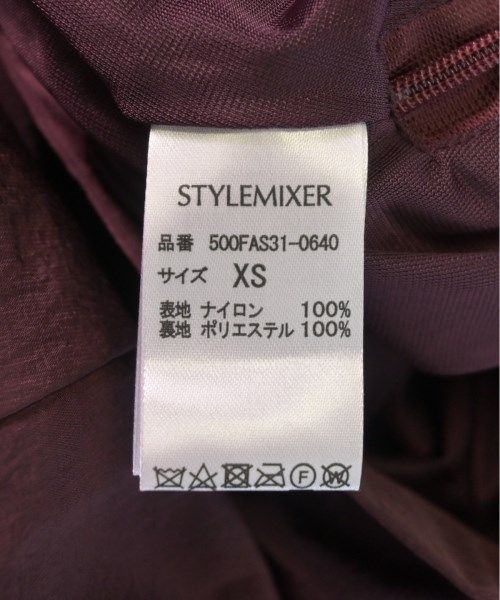 STYLEMIXER
品番 500FAS31-0640
サイズ XS
表地 ナイロン 100%
裏地 ポリエステル 100%
F W